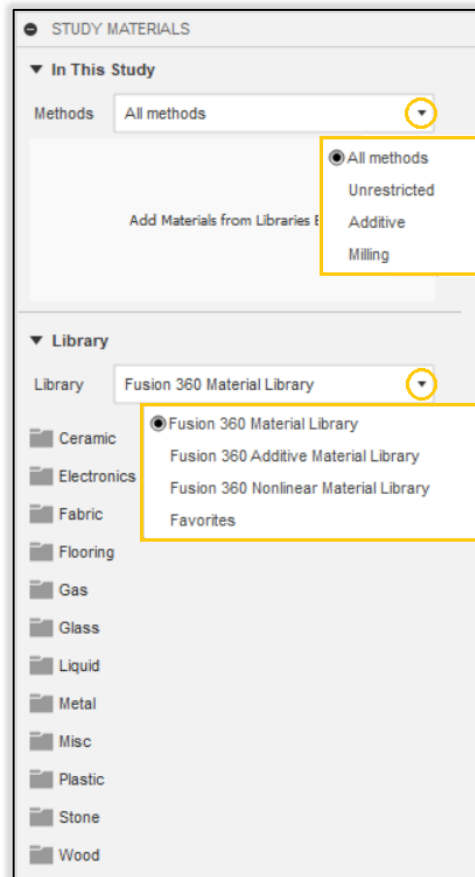 STUDY MATERIALS
In This Study
Methods All methods
All methods
Unrestricted
Additive
Milling
Add Materials from Libraries
Library
Library Fusion 360 Material Library
Fusion 360 Material Library
Fusion 360 Additive Material Library
Fusion 360 Nonlinear Material Library
Favorites
Ceramic
Electronics
Fabric
Flooring
Gas
Glass
Liquid
Metal
Misc
Plastic
Stone
Wood